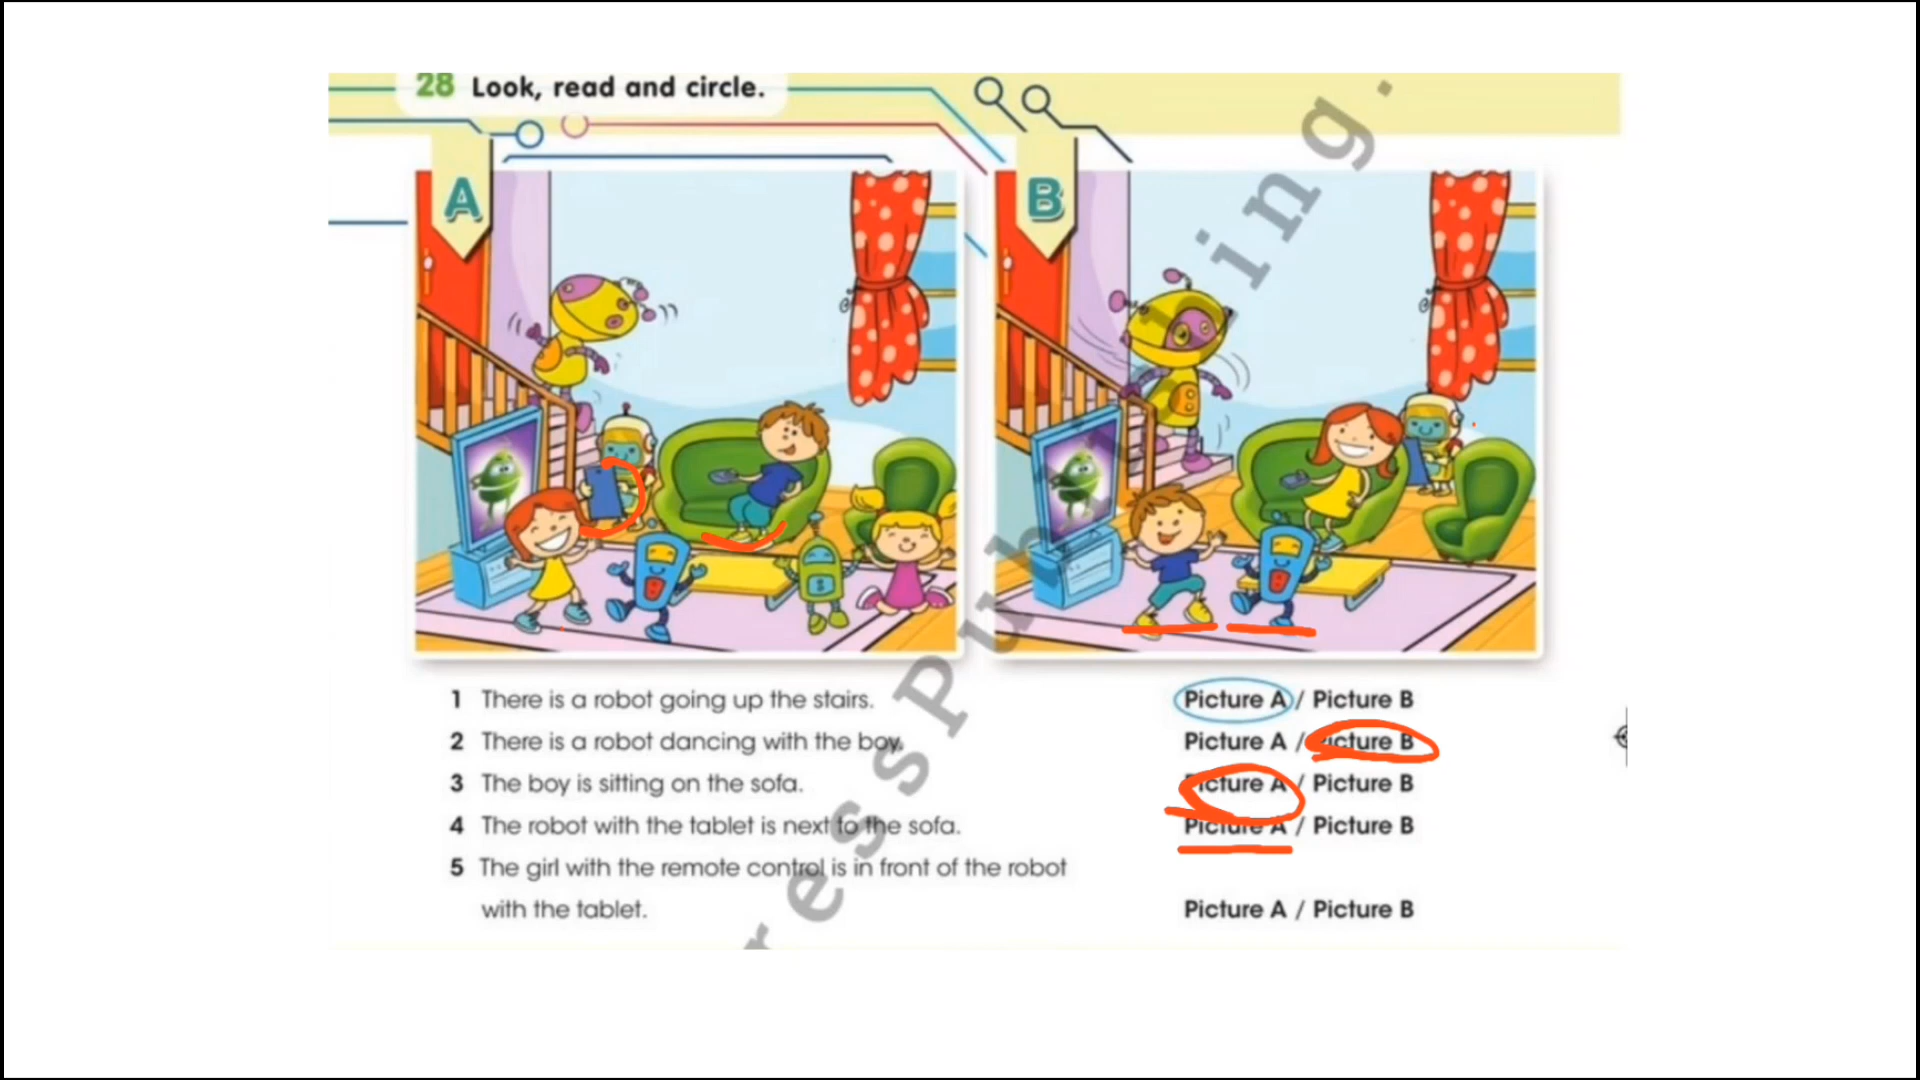 28 Look, read and circle.
A
B
1 There is a robot going up the stairs. Picture A / Picture B
2 There is a robot dancing with the boy. Picture A / Picture B
3 The boy is sitting on the sofa. Picture A / Picture B
4 The robot with the tablet is next to the sofa. Picture A / Picture B
5 The girl with the remote control is in front of the robot
with the tablet. Picture A / Picture B
ress Publishing.